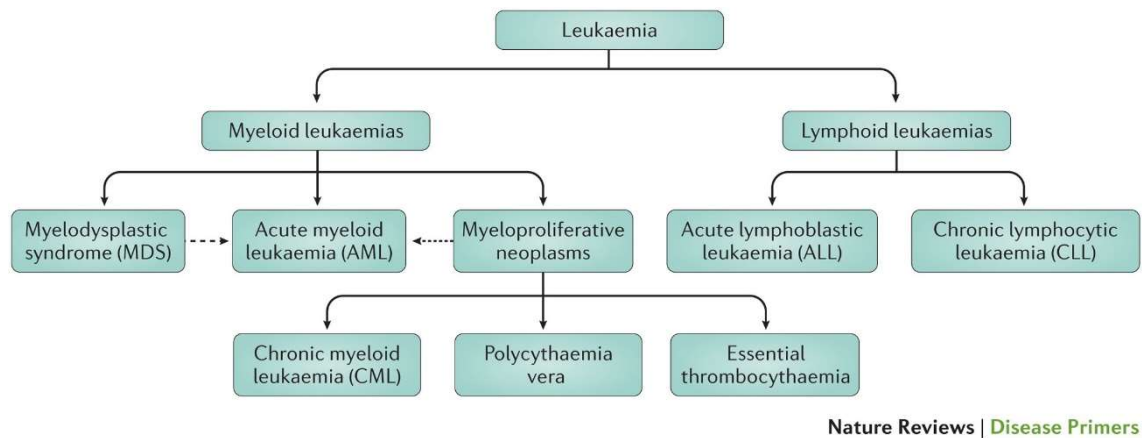 Leukaemia
Myeloid leukaemias
Lymphoid leukaemias
Myelodysplastic
syndrome (MDS)
Acute myeloid
leukaemia (AML)
Myeloproliferative
neoplasms
Acute lymphoblastic
leukaemia (ALL)
Chronic lymphocytic
leukaemia (CLL)
Chronic myeloid
leukaemia (CML)
Polycythaemia
vera
Essential
thrombocythaemia
Nature Reviews | Disease Primers